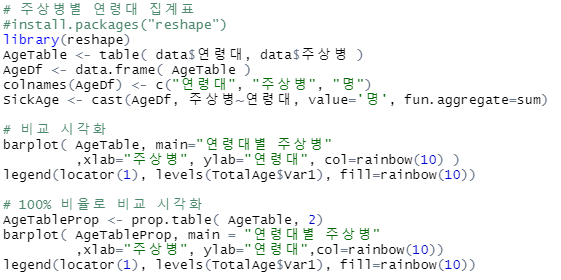 # 주상병별 연령대 집계표
#install.packages("reshape")
library(reshape)
AgeTable <- table( data$연령대, data$주상병 )
AgeDf <- data.frame( AgeTable )
colnames(AgeDf) <- c("연령대", "주상병", "명")
SickAge <- cast(AgeDf, 주상병~연령대, value='명', fun.aggregate=sum)
# 비교 시각화
barplot( AgeTable, main="연령대별 주상병"
,xlab="주상병", ylab="연령대", col=rainbow(10) )
legend(locator(1), levels(TotalAge$Var1), fill=rainbow(10))
# 100% 비율로 비교 시각화
AgeTableProp <- prop.table( AgeTable, 2)
barplot( AgeTableProp, main = "연령대별 주상병"
,xlab="주상병", ylab="연령대",col=rainbow(10))
legend(locator(1), levels(TotalAge$Var1), fill=rainbow(10))